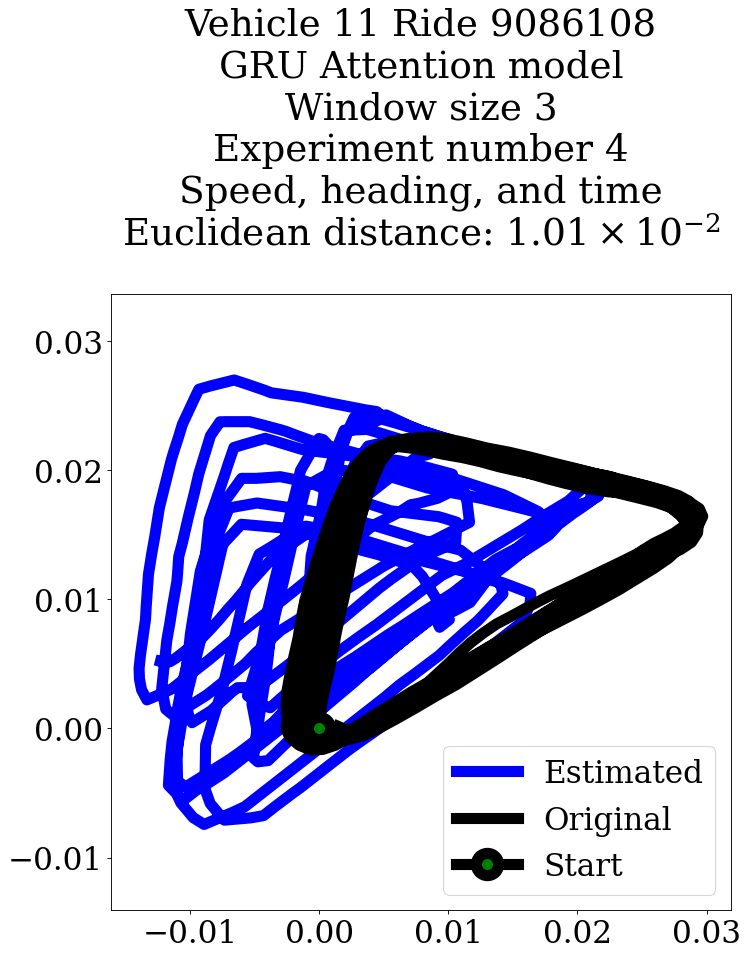 Vehicle 11 Ride 9086108
GRU Attention model
Window size 3
Experiment number 4
Speed, heading, and time
Euclidean distance: 1.01 × 10⁻²
0.03
0.02
0.01
0.00
−0.01
Estimated
Original
Start
−0.01 0.00 0.01 0.02 0.03